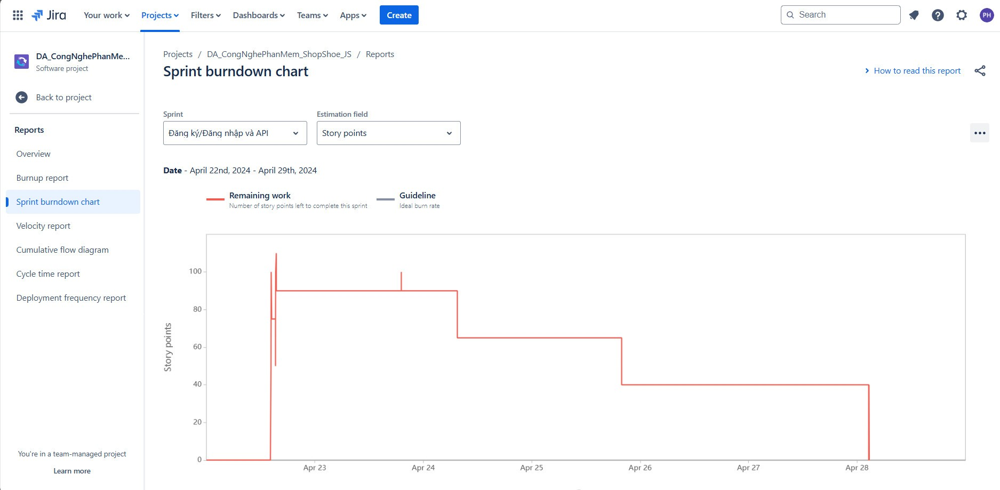 Jira Your work Projects Filters Dashboards Teams Apps Create Search PH
DA_CongNghePhanMe...
Software project
Back to project
Reports
Overview
Burnup report
Sprint burndown chart
Velocity report
Cumulative flow diagram
Cycle time report
Deployment frequency report
You're in a team-managed project
Learn more
Projects / DA_CongNghePhanMem_ShopShoe_JS / Reports
Sprint burndown chart
How to read this report
Sprint Estimation field
Đăng ký/Đăng nhập và API Story points
Date - April 22nd, 2024 - April 29th, 2024
Remaining work Guideline
Number of story points left to complete this sprint Ideal burn rate
Story points
100
80
60
40
20
0
Apr 23 Apr 24 Apr 25 Apr 26 Apr 27 Apr 28